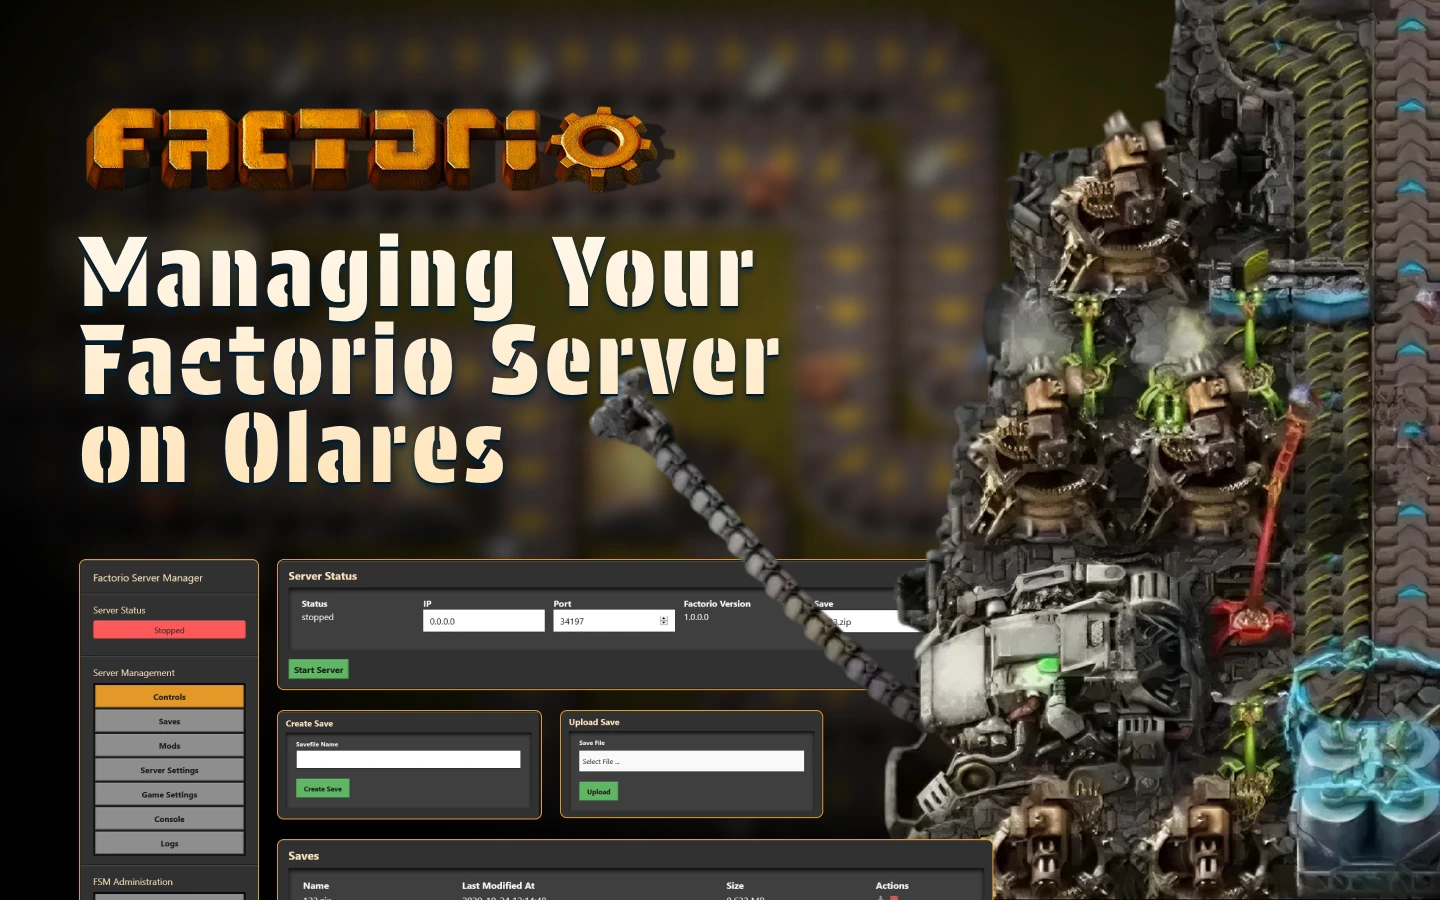 FACTORIO
Managing Your
Factorio Server
on Olares
Factorio Server Manager
Server Status
Stopped
Server Management
Controls
Saves
Mods
Server Settings
Game Settings
Console
Logs
FSM Administration
Server Status
Status
IP
Port
Factorio Version
Save
stopped
0.0.0.0
34197
1.0.0.0
3.zip
Start Server
Create Save
Savefile Name
Create Save
Upload Save
Save File
Select File ...
Upload
Saves
Name
Last Modified At
Size
Actions